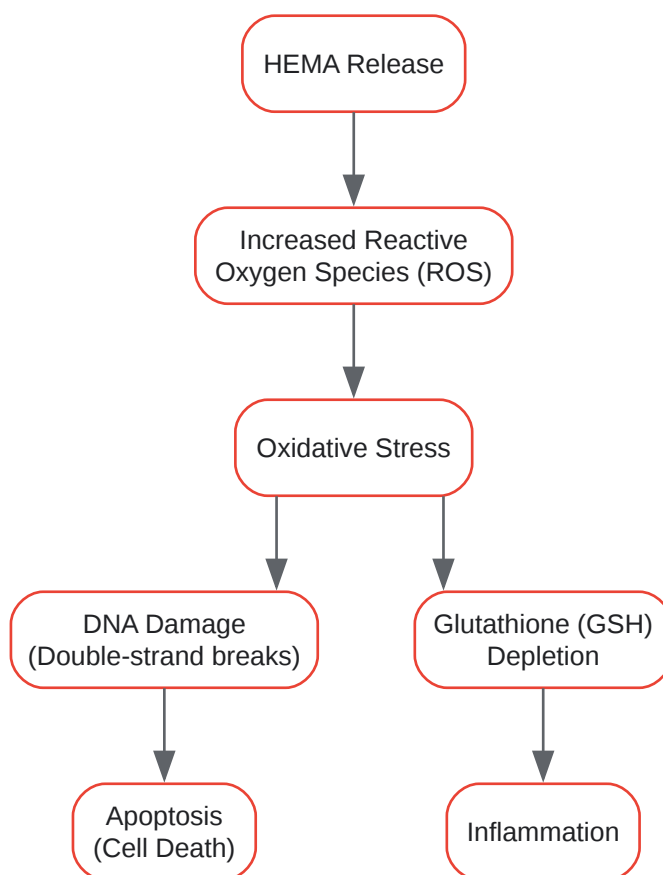 HEMA Release
Increased Reactive
Oxygen Species (ROS)
Oxidative Stress
DNA Damage
(Double-strand breaks)
Glutathione (GSH)
Depletion
Apoptosis
(Cell Death)
Inflammation